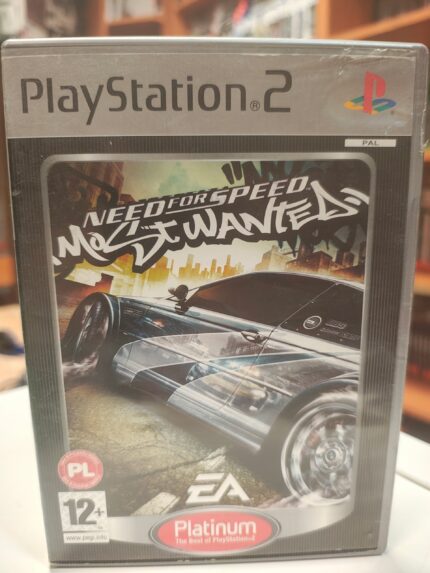 PlayStation®2
PAL
NEED FOR SPEED
MOST WANTED
PL
12+
www.pegi.info
EA
Platinum
The Best of PlayStation®2